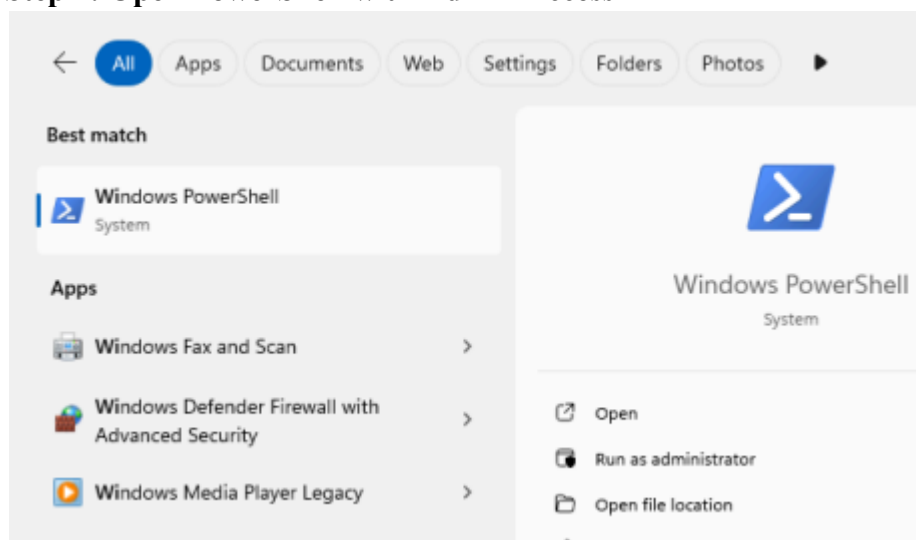 All
Apps
Documents
Web
Settings
Folders
Photos
Best match
Windows PowerShell
System
Apps
Windows Fax and Scan
Windows Defender Firewall with
Advanced Security
Windows Media Player Legacy
Windows PowerShell
System
Open
Run as administrator
Open file location